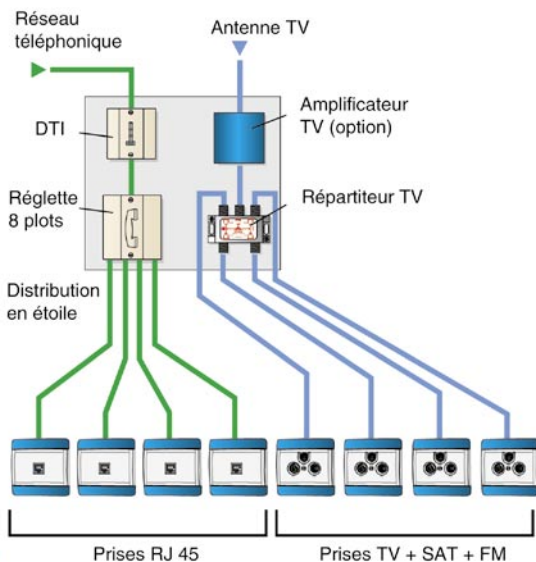 Réseau
téléphonique
Antenne TV
DTI
Amplificateur
TV (option)
Réglette
8 plots
Répartiteur TV
Distribution
en étoile
Prises RJ 45
Prises TV + SAT + FM